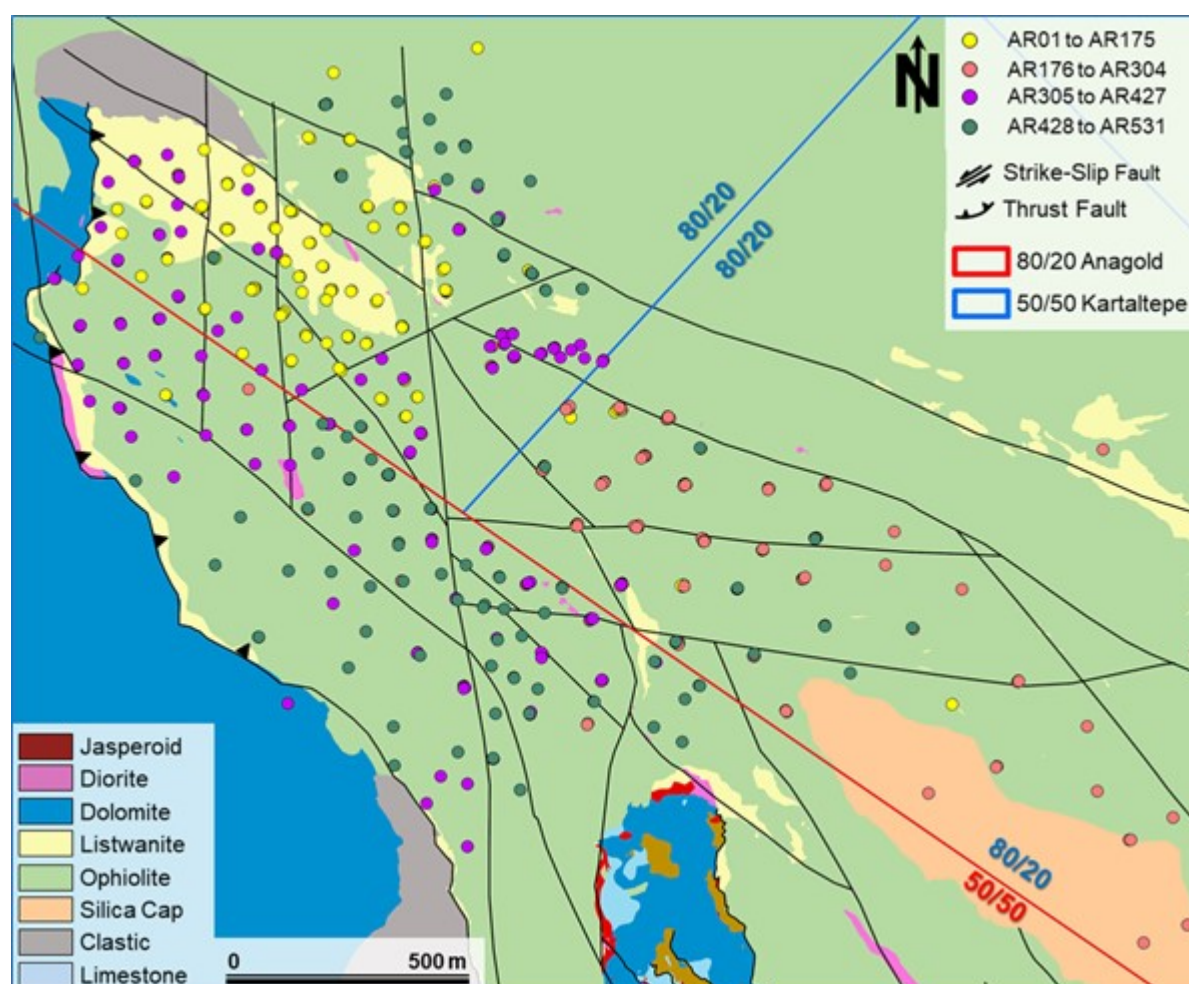 AR01 to AR175
AR176 to AR304
AR305 to AR427
AR428 to AR531
N
Strike-Slip Fault
Thrust Fault
80/20 Anagold
50/50 Kartaltepe
80/20
80/20
Jasperoid
Diorite
Dolomite
Listwanite
Ophiolite
Silica Cap
Clastic
Limestone
0 500 m
80/20
50/50